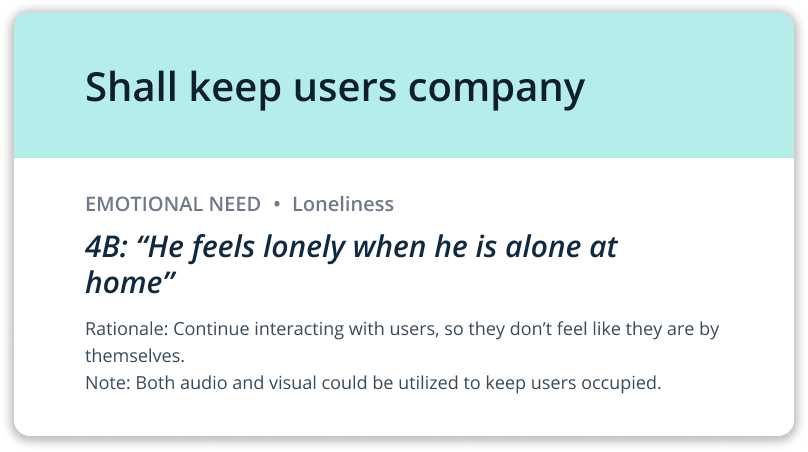 Shall keep users company
EMOTIONAL NEED • Loneliness
4B: “He feels lonely when he is alone at
home”
Rationale: Continue interacting with users, so they don’t feel like they are by
themselves.
Note: Both audio and visual could be utilized to keep users occupied.